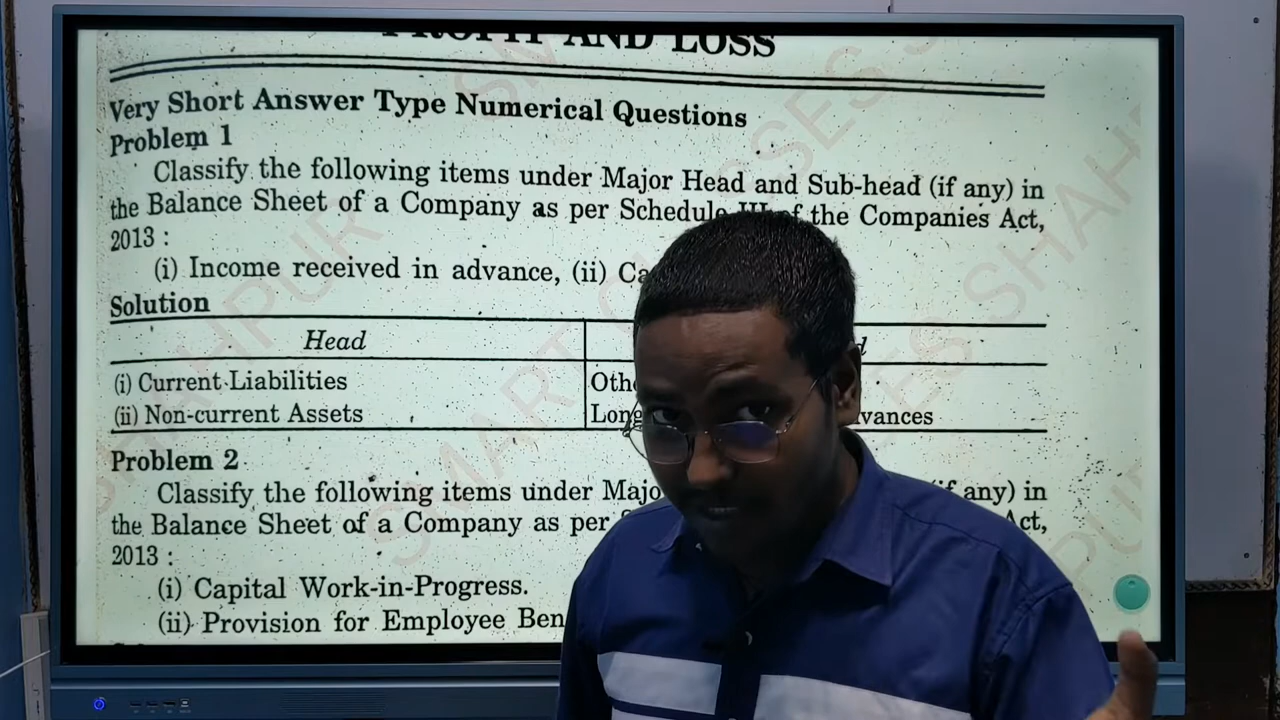 PROFIT AND LOSS
Very Short Answer Type Numerical Questions
Problem 1
Classify the following items under Major Head and Sub-head (if any) in
the Balance Sheet of a Company as per Schedule III of the Companies Act,
2013 :
(i) Income received in advance, (ii) Ca
Solution
Head
(i) Current Liabilities
(ii) Non-current Assets Long vances
Problem 2
Classify the following items under Majo if any) in
the Balance Sheet of a Company as per Act,
2013 :
(i) Capital Work-in-Progress.
(ii) Provision for Employee Ben
SMART CLASSES SHAHPUR